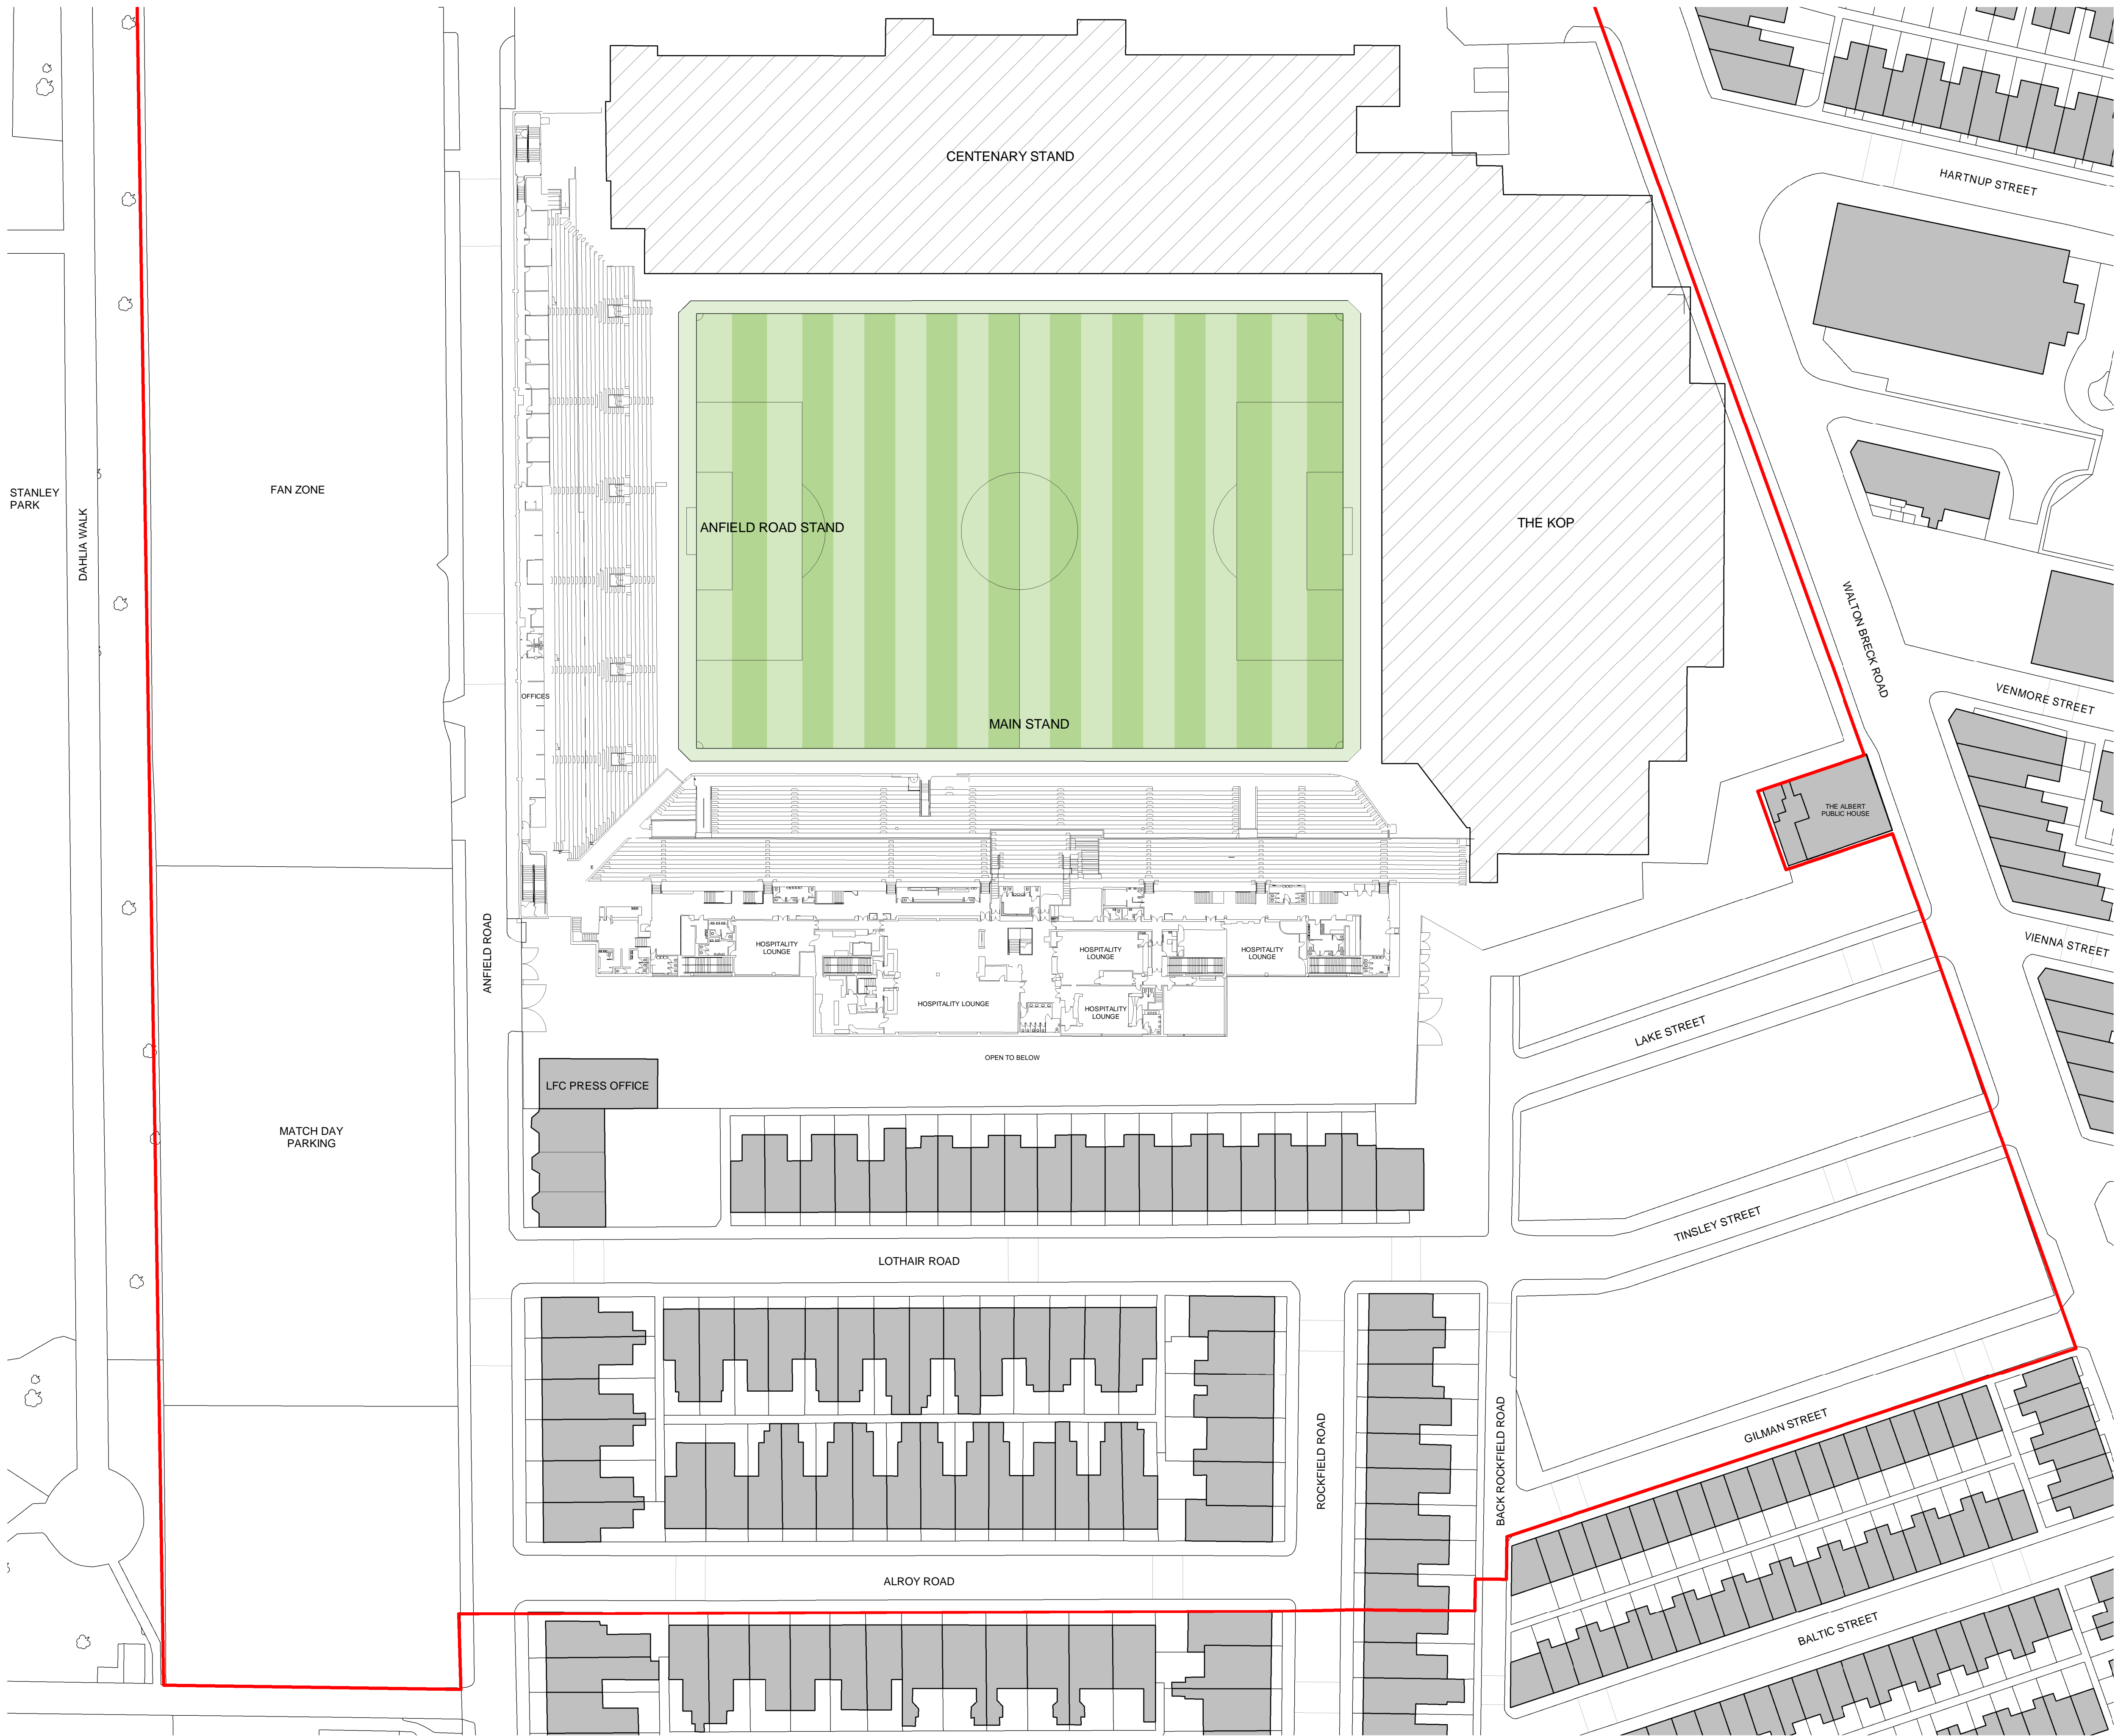 CENTENARY STAND
HARTNUP STREET
STANLEY
PARK
DAHLIA WALK
FAN ZONE
ANFIELD ROAD STAND
THE KOP
WALTON BRECK ROAD
OFFICES
VENMORE STREET
MAIN STAND
THE ALBERT
PUBLIC HOUSE
ANFIELD ROAD
HOSPITALITY
LOUNGE
HOSPITALITY
LOUNGE
HOSPITALITY
LOUNGE
VIENNA STREET
HOSPITALITY LOUNGE
HOSPITALITY
LOUNGE
LAKE STREET
OPEN TO BELOW
LFC PRESS OFFICE
MATCH DAY
PARKING
TINSLEY STREET
LOTHAIR ROAD
ROCKFIELD ROAD
BACK ROCKFIELD ROAD
GILMAN STREET
ALROY ROAD
BALTIC STREET